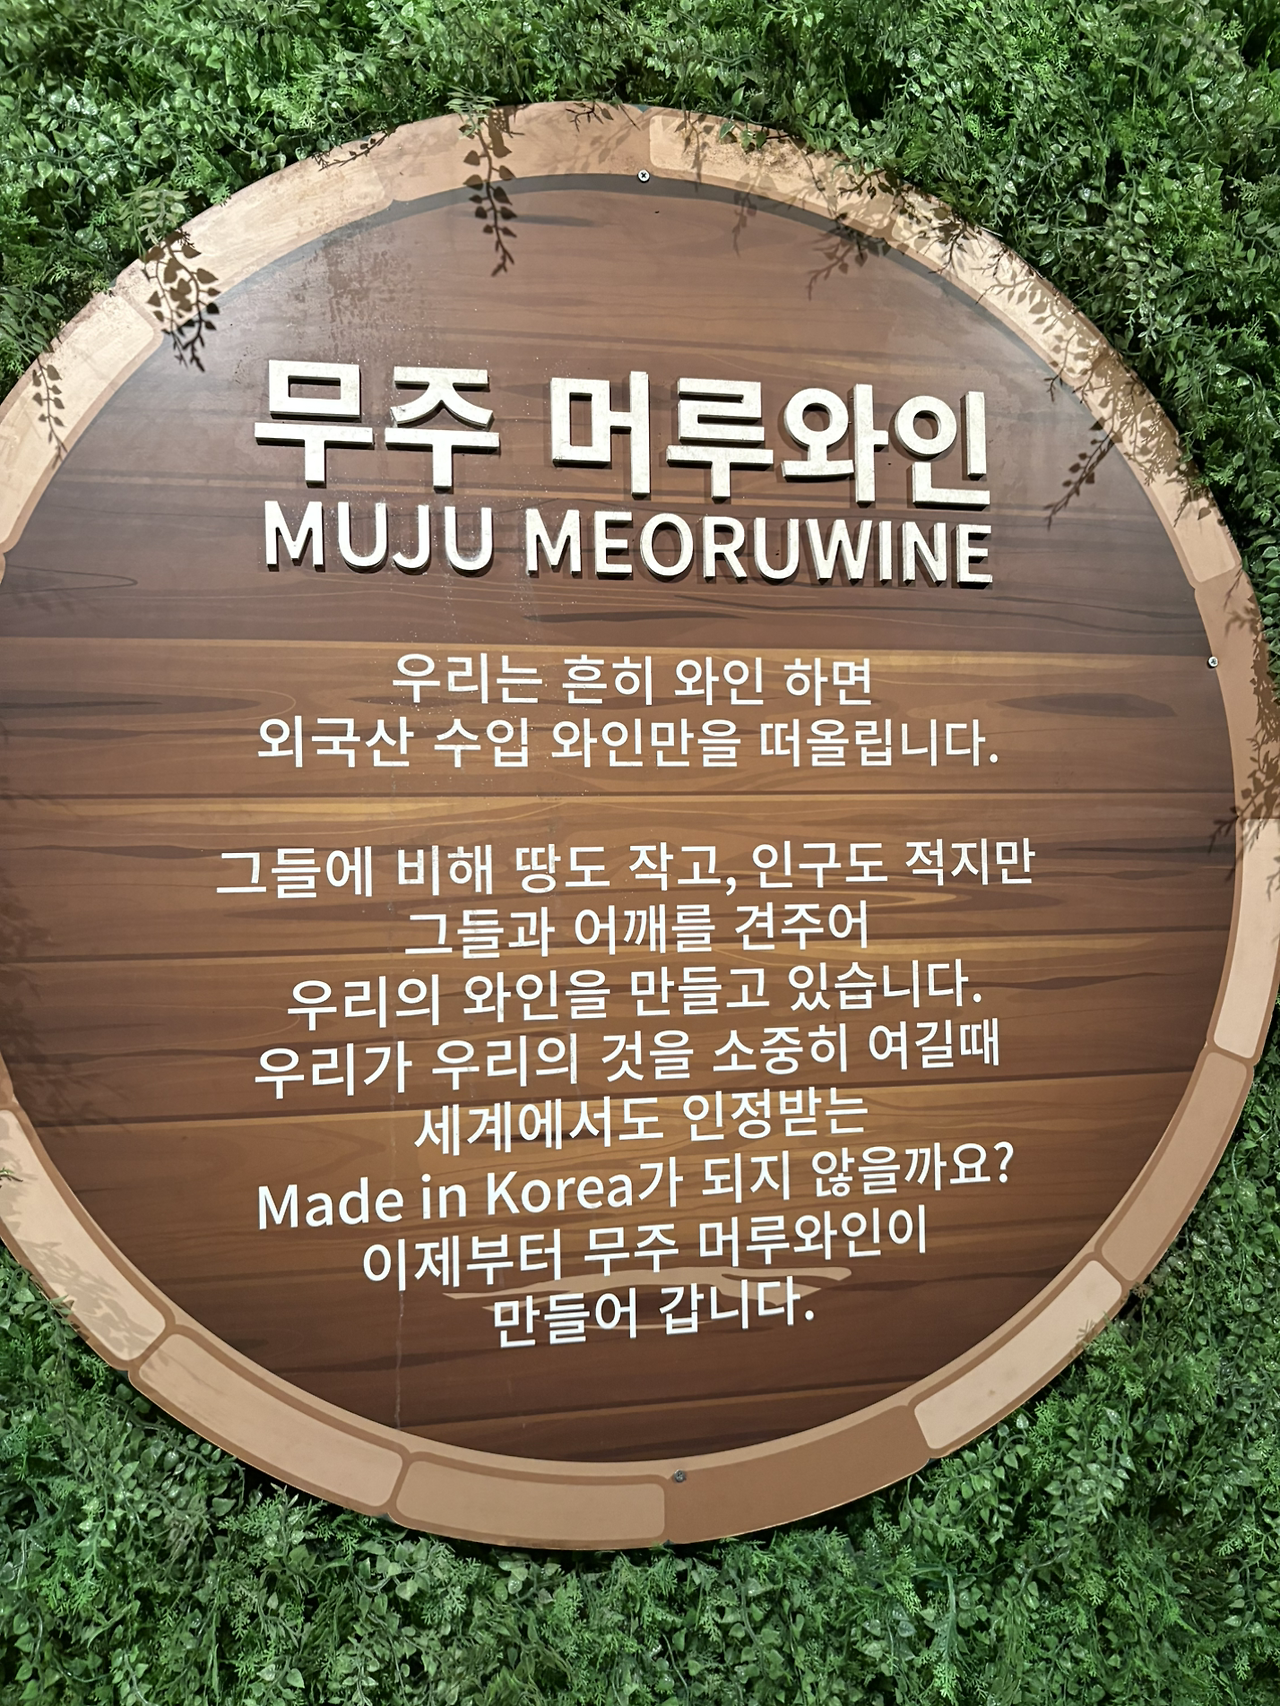 무주 머루와인
MUJU MEORUWINE
우리는 흔히 와인 하면
외국산 수입 와인만을 떠올립니다.
그들에 비해 땅도 작고, 인구도 적지만
그들과 어깨를 견주어
우리의 와인을 만들고 있습니다.
우리가 우리의 것을 소중히 여길때
세계에서도 인정받는
Made in Korea가 되지 않을까요?
이제부터 무주 머루와인이
만들어 갑니다.